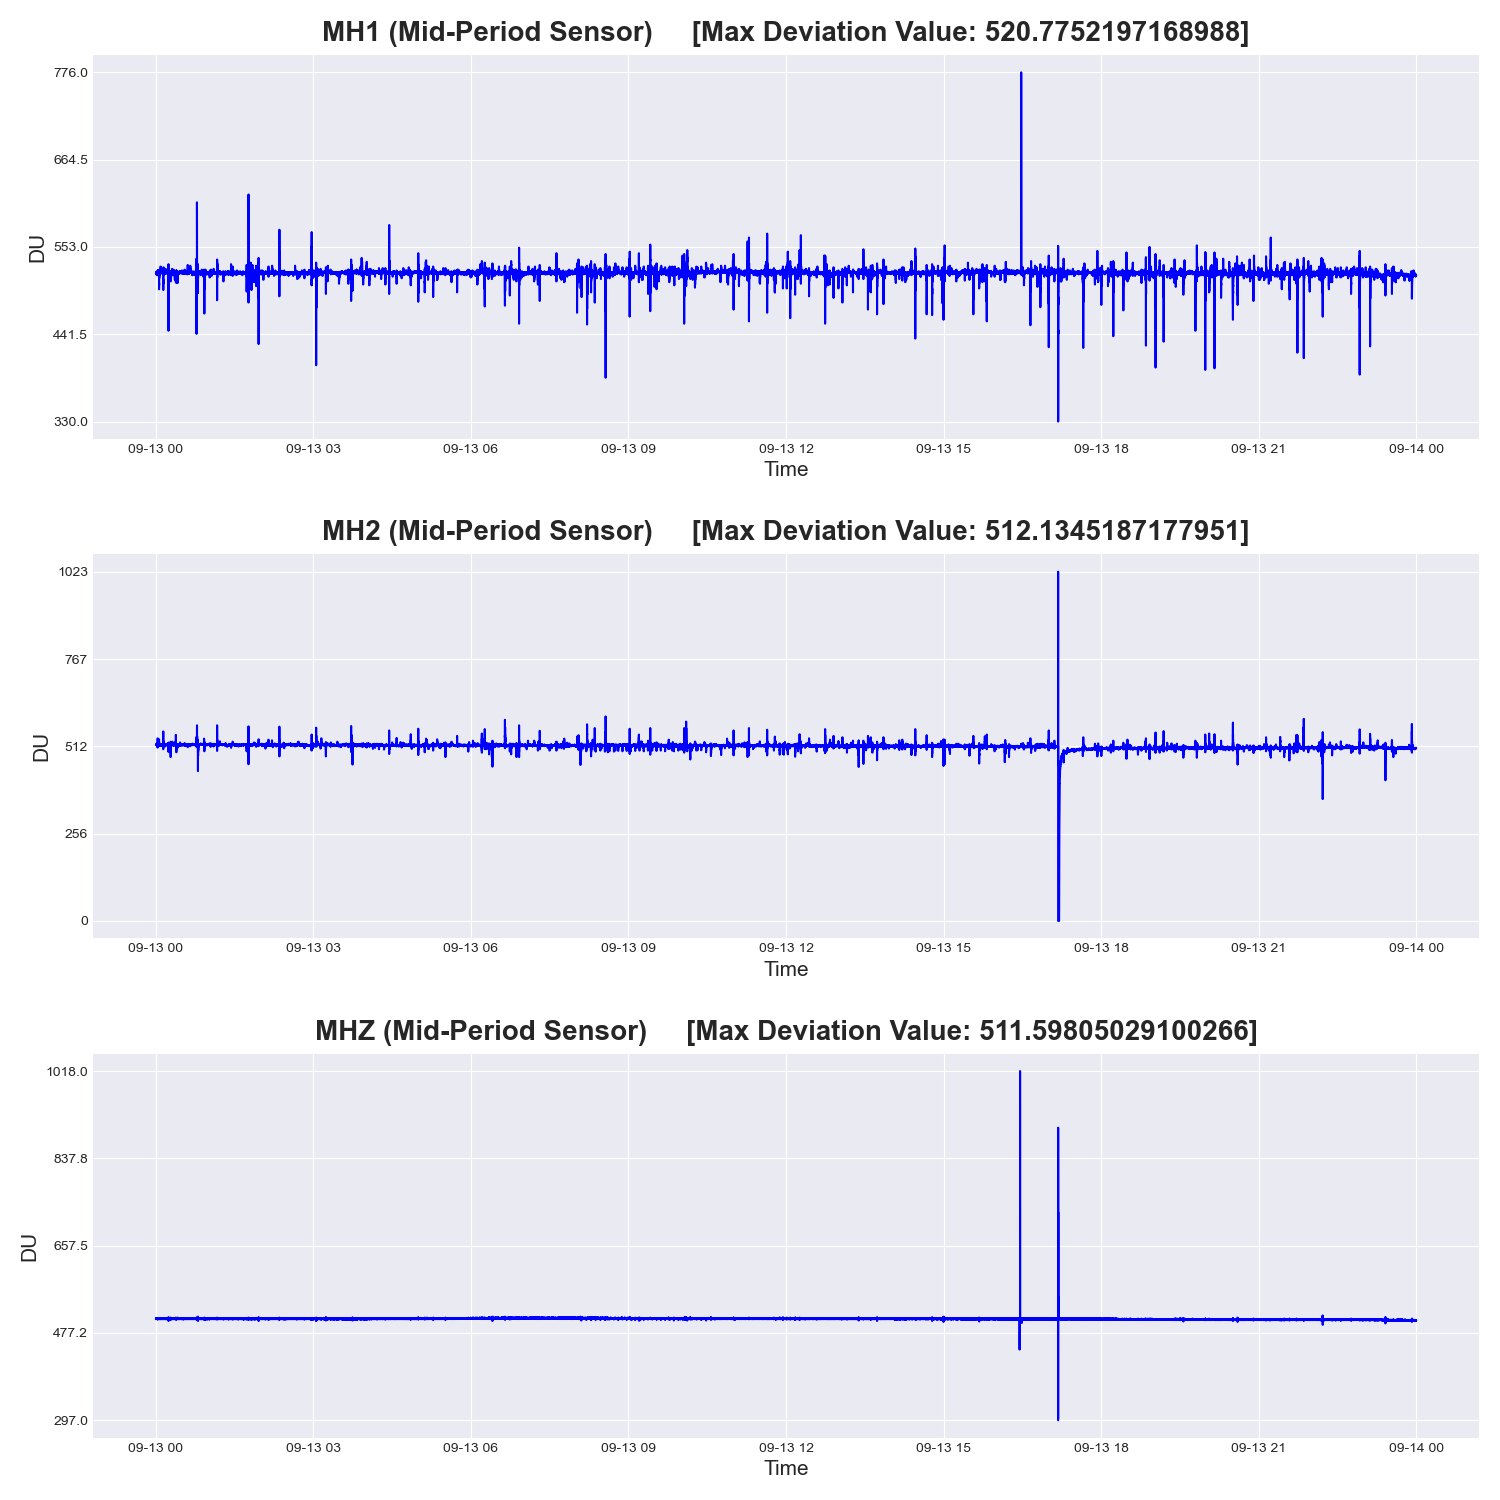 MH1 (Mid-Period Sensor) [Max Deviation Value: 520.7752197168988]
776.0
664.5
553.0
441.5
330.0
DU
09-13 00 09-13 03 09-13 06 09-13 09 09-13 12 09-13 15 09-13 18 09-13 21 09-14 00
Time
MH2 (Mid-Period Sensor) [Max Deviation Value: 512.1345187177951]
1023
767
512
256
0
DU
09-13 00 09-13 03 09-13 06 09-13 09 09-13 12 09-13 15 09-13 18 09-13 21 09-14 00
Time
MHZ (Mid-Period Sensor) [Max Deviation Value: 511.59805029100266]
1018.0
837.8
657.5
477.2
297.0
DU
09-13 00 09-13 03 09-13 06 09-13 09 09-13 12 09-13 15 09-13 18 09-13 21 09-14 00
Time